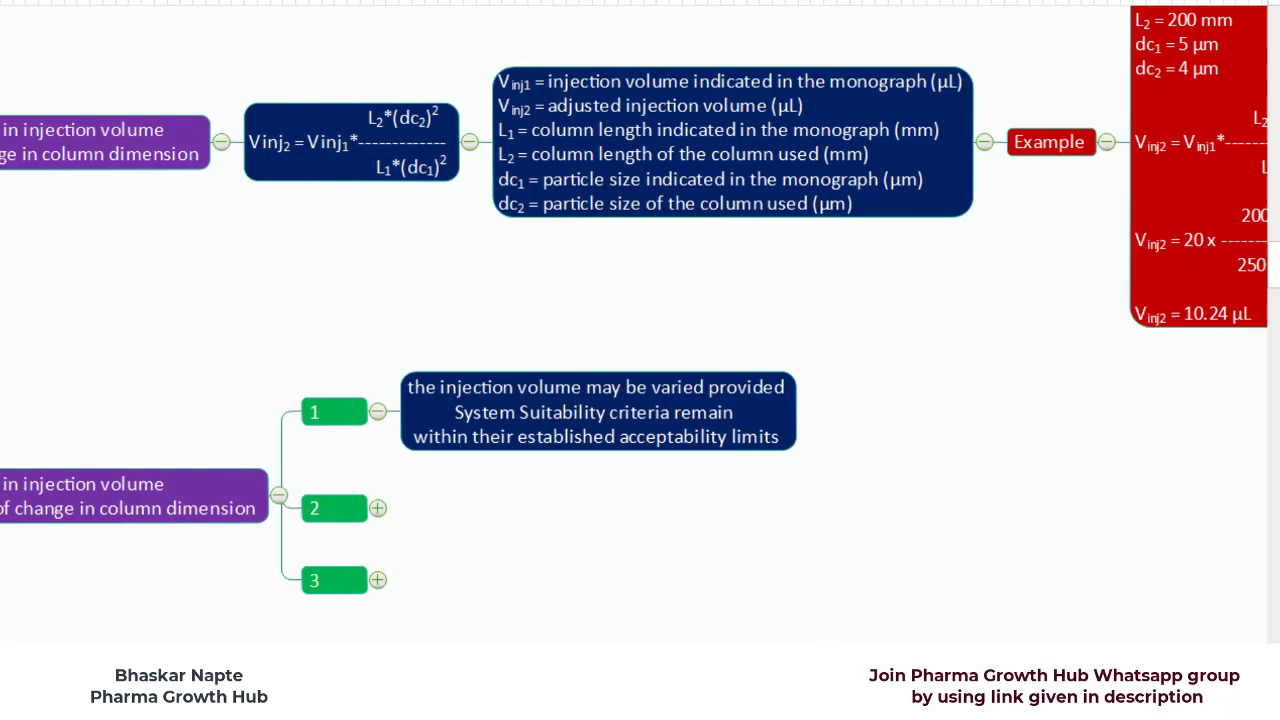 in injection volume
ge in column dimension
L₂*(dc₂)²
Vinj₂ = Vinj₁*-------------
L₁*(dc₁)²
Vinj1 = injection volume indicated in the monograph (µL)
Vinj2 = adjusted injection volume (µL)
L₁ = column length indicated in the monograph (mm)
L₂ = column length of the column used (mm)
dc₁ = particle size indicated in the monograph (µm)
dc₂ = particle size of the column used (µm)
Example
L₂ = 200 mm
dc₁ = 5 µm
dc₂ = 4 µm
L₂
Vinj2 = Vinj1*------
L
200
Vinj2 = 20 x -------
250
Vinj2 = 10.24 µL
in injection volume
of change in column dimension
1
the injection volume may be varied provided
System Suitability criteria remain
within their established acceptability limits
2
3
Bhaskar Napte
Pharma Growth Hub
Join Pharma Growth Hub Whatsapp group
by using link given in description